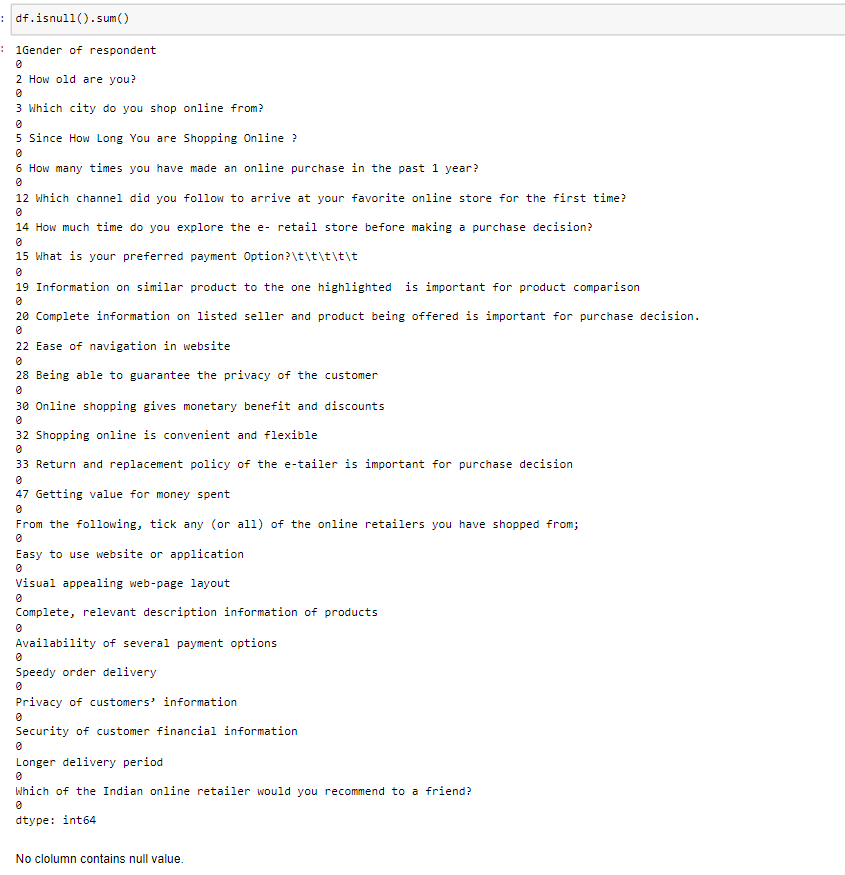 : df.isnull().sum()
: 1Gender of respondent
0
2 How old are you?
0
3 Which city do you shop online from?
0
5 Since How Long You are Shopping Online ?
0
6 How many times you have made an online purchase in the past 1 year?
0
12 Which channel did you follow to arrive at your favorite online store for the first time?
0
14 How much time do you explore the e- retail store before making a purchase decision?
0
15 What is your preferred payment Option?\t\t\t\t\t
0
19 Information on similar product to the one highlighted  is important for product comparison
0
20 Complete information on listed seller and product being offered is important for purchase decision.
0
22 Ease of navigation in website
0
28 Being able to guarantee the privacy of the customer
0
30 Online shopping gives monetary benefit and discounts
0
32 Shopping online is convenient and flexible
0
33 Return and replacement policy of the e-tailer is important for purchase decision
0
47 Getting value for money spent
0
From the following, tick any (or all) of the online retailers you have shopped from;
0
Easy to use website or application
0
Visual appealing web-page layout
0
Complete, relevant description information of products
0
Availability of several payment options
0
Speedy order delivery
0
Privacy of customers’ information
0
Security of customer financial information
0
Longer delivery period
0
Which of the Indian online retailer would you recommend to a friend?
0
dtype: int64
No clolumn contains null value.